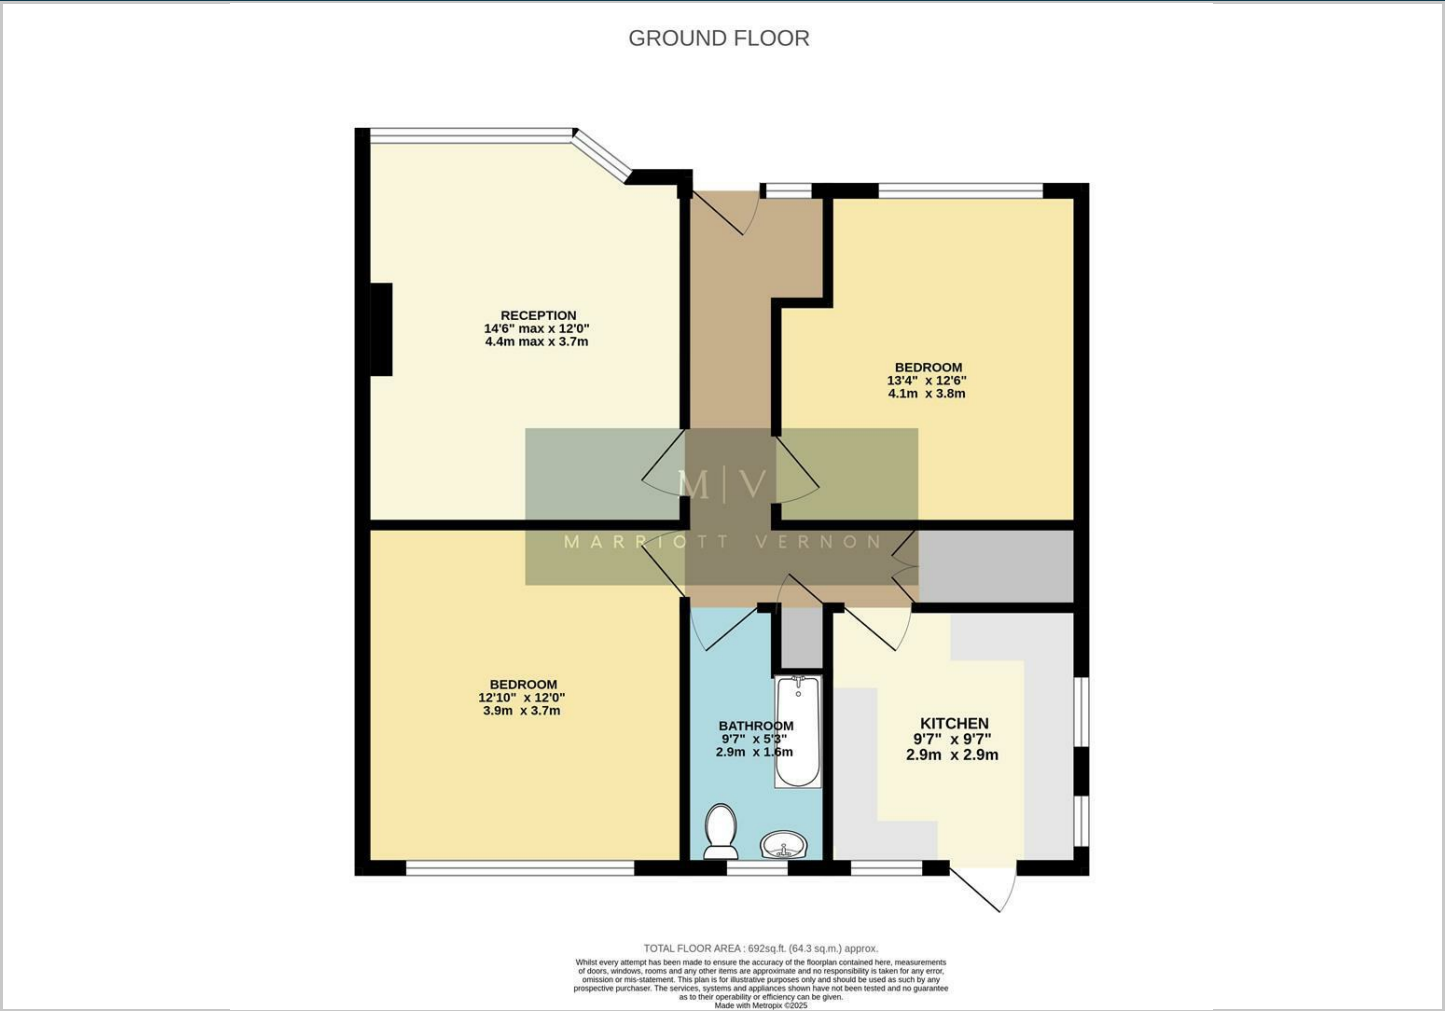 GROUND FLOOR
RECEPTION
14'6" max x 12'0"
4.4m max x 3.7m
BEDROOM
13'4" x 12'6"
4.1m x 3.8m
M|V
MARRIOTT VERNON
BEDROOM
12'10" x 12'0"
3.9m x 3.7m
BATHROOM
9'7" x 5'3"
2.9m x 1.6m
KITCHEN
9'7" x 9'7"
2.9m x 2.9m
TOTAL FLOOR AREA : 692sq.ft. (64.3 sq.m.) approx.
Whilst every attempt has been made to ensure the accuracy of the floorplan contained here, measurements
of doors, windows, rooms and any other items are approximate and no responsibility is taken for any error,
omission or mis-statement. This plan is for illustrative purposes only and should be used as such by any
prospective purchaser. The services, systems and appliances shown have not been tested and no guarantee
as to their operability or efficiency can be given.
Made with Metropix ©2025